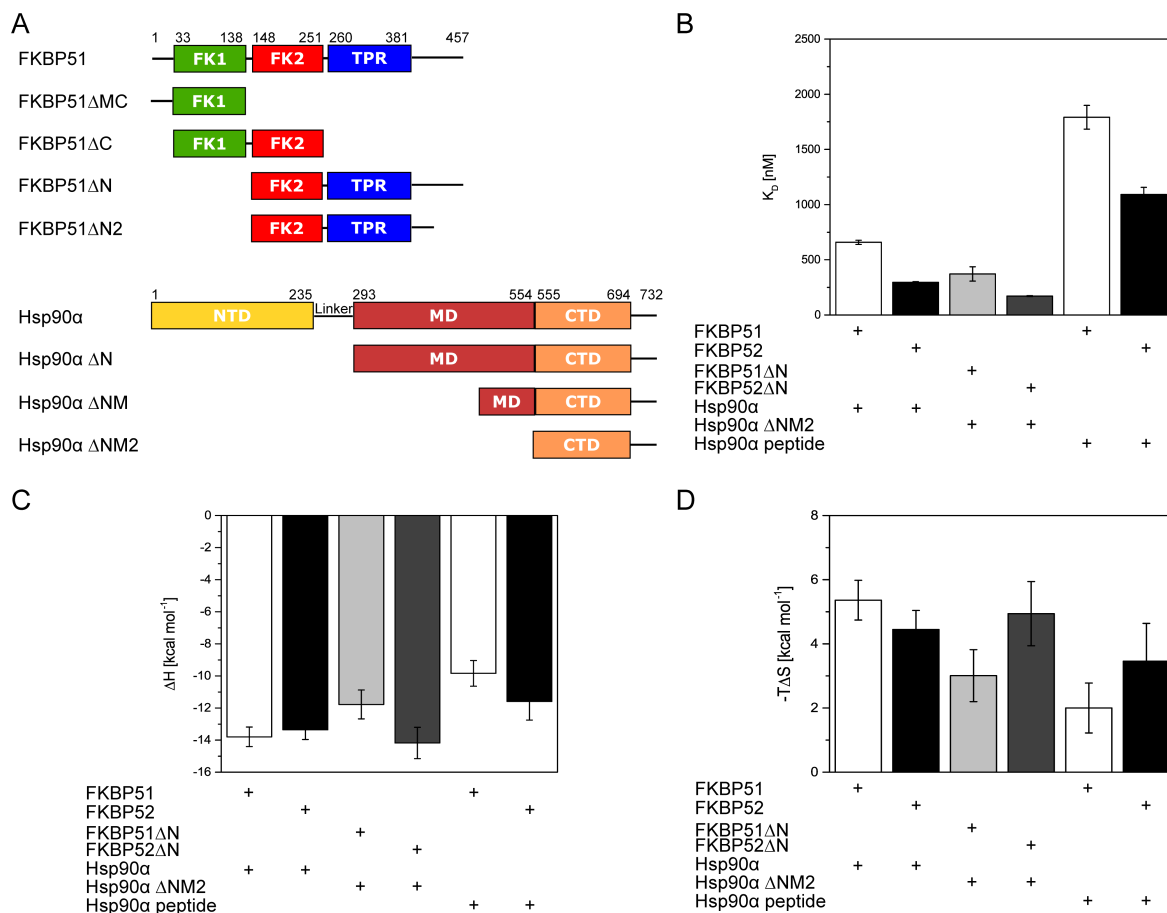 A
1 33 138 148 251 260 381 457
FKBP51 FK1 FK2 TPR
FKBP51ΔMC FK1
FKBP51ΔC FK1 FK2
FKBP51ΔN FK2 TPR
FKBP51ΔN2 FK2 TPR
1 235 Linker 293 554 555 694 732
Hsp90α NTD MD CTD
Hsp90α ΔN MD CTD
Hsp90α ΔNM MD CTD
Hsp90α ΔNM2 CTD
B
2500
2000
1750
1500
1000
500
250
0
K_D [nM]
FKBP51 + +
FKBP52 + +
FKBP51ΔN +
FKBP52ΔN +
Hsp90α + +
Hsp90α ΔNM2 + +
Hsp90α peptide + +
C
0
-2
-4
-6
-8
-10
-12
-14
-16
ΔH [kcal mol⁻¹]
FKBP51 + +
FKBP52 + +
FKBP51ΔN +
FKBP52ΔN +
Hsp90α + +
Hsp90α ΔNM2 + +
Hsp90α peptide + +
D
8
6
4
2
0
-TΔS [kcal mol⁻¹]
FKBP51 + +
FKBP52 + +
FKBP51ΔN +
FKBP52ΔN +
Hsp90α + +
Hsp90α ΔNM2 + +
Hsp90α peptide + +